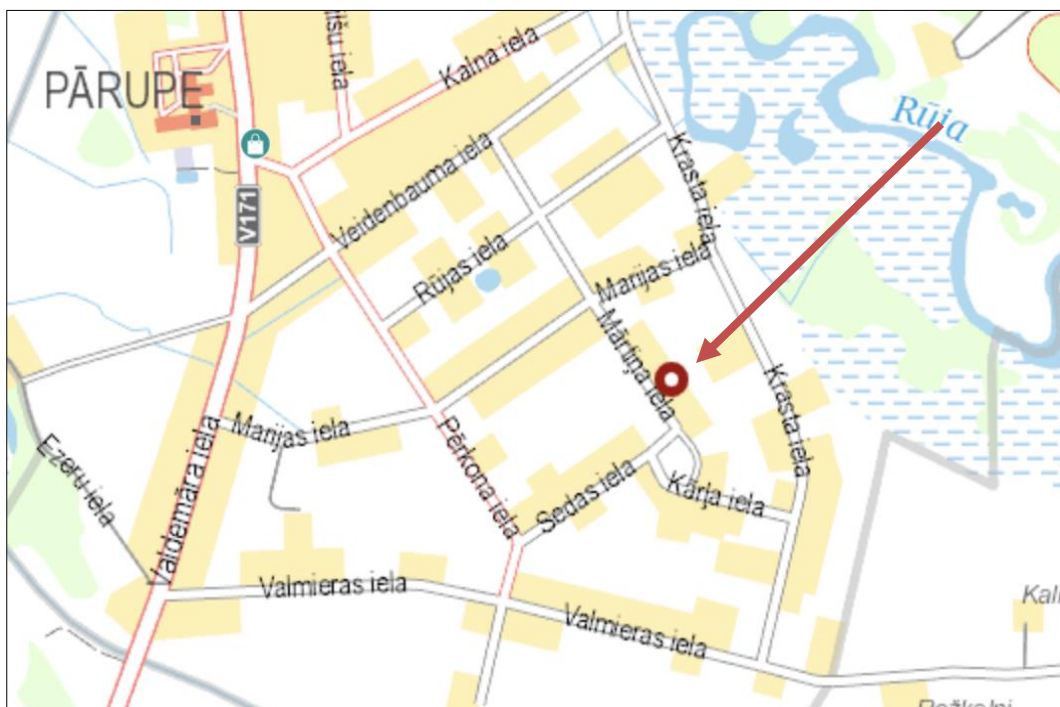 Kalna iela
PĀRUPE
Rūja
Veidenbauma iela
Krasta iela
V171
Rūjas iela
Marijas iela
Mārtiņa iela
Krasta iela
Marijas iela
Pērkona iela
Ezeru iela
Valdemāra iela
Sedas iela
Kārļa iela
Valmieras iela
Valmieras iela